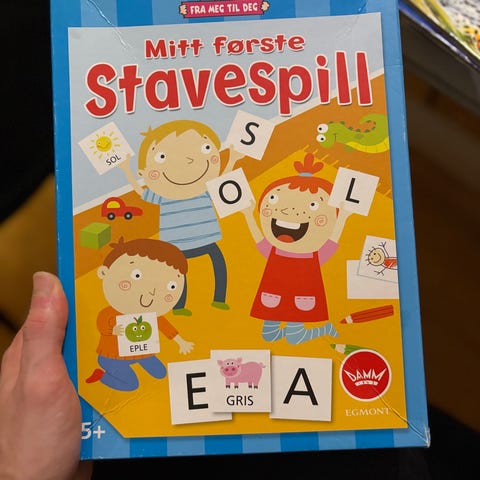 FRA MEG TIL DEG
Mitt første
Stavespill
S
SOL
O
L
EPLE
E
GRIS
A
DAMM
EGMONT
5+